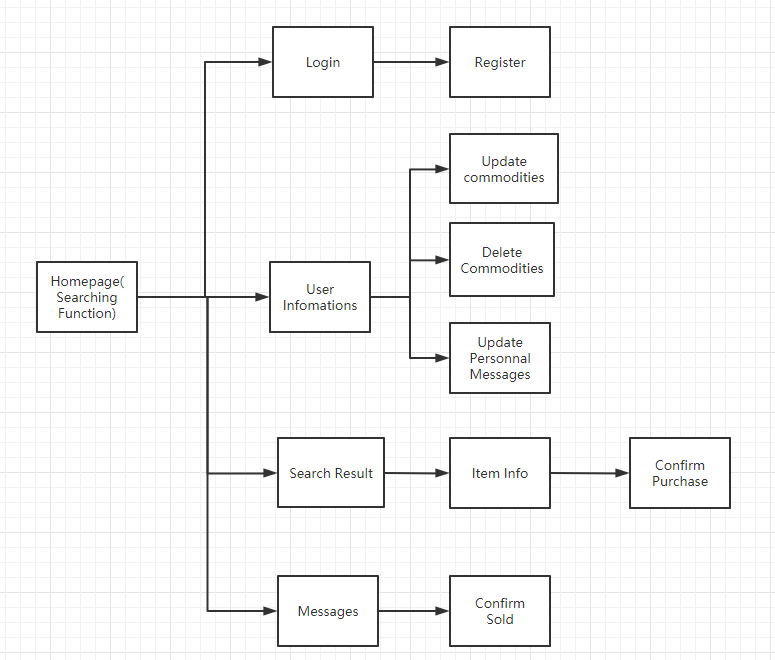 Login
Register
Update
commodities
Delete
Commodities
Homepage(
Searching
Function)
User
Infomations
Update
Personnal
Messages
Search Result
Item Info
Confirm
Purchase
Messages
Confirm
Sold